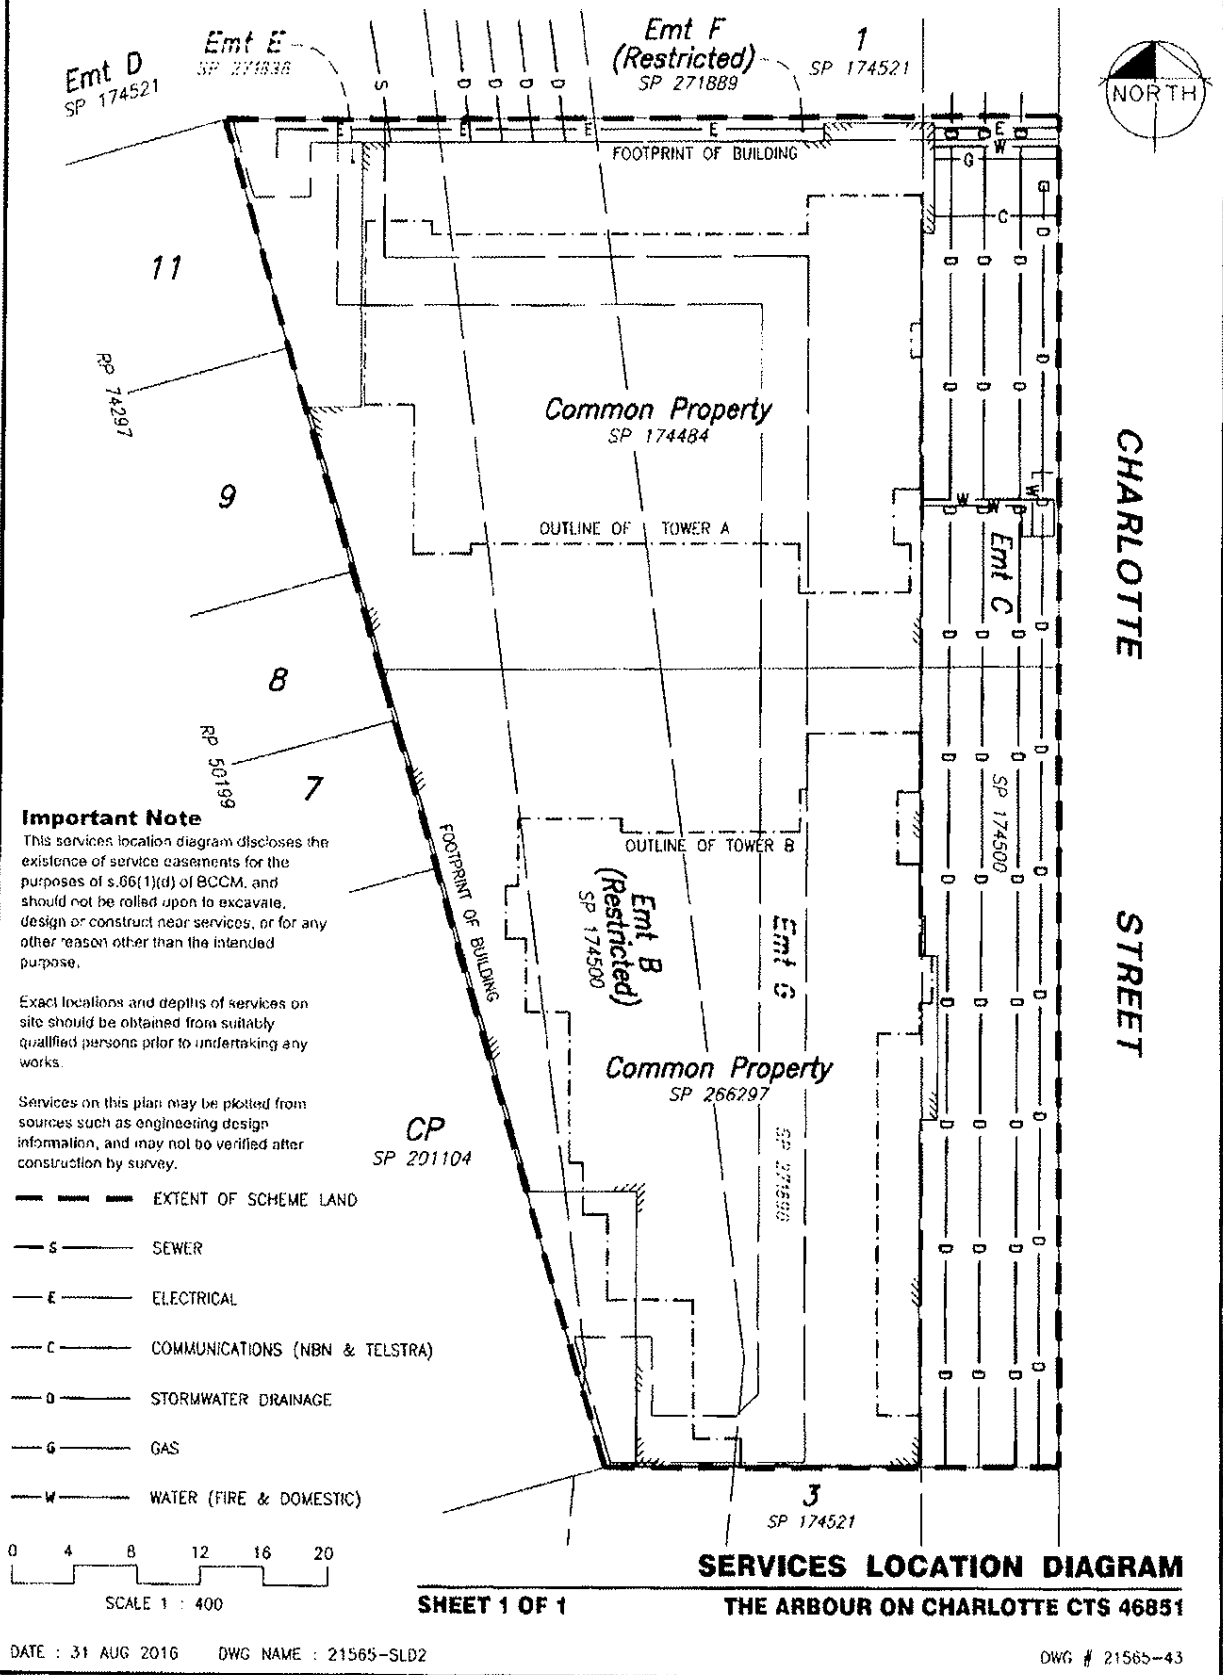 Emt D
SP 174521
Emt E
SP 271838
Emt F
(Restricted)
SP 271889
1
SP 174521
NORTH
S
D
D
D
D
E
E
E
E
E
W
G
C
FOOTPRINT OF BUILDING
11
RP 74297
9
Common Property
SP 174484
OUTLINE OF TOWER A
CHARLOTTE
W
W
W
Emt C
SP 174500
8
RP 50199
7
Important Note
This services location diagram discloses the
existence of service easements for the
purposes of s.66(1)(d) of BCCM, and
should not be relied upon to excavate,
design or construct near services, or for any
other reason other than the intended
purpose.
Exact locations and depths of services on
site should be obtained from suitably
qualified persons prior to undertaking any
works.
Services on this plan may be plotted from
sources such as engineering design
information, and may not be verified after
construction by survey.
FOOTPRINT OF BUILDING
OUTLINE OF TOWER B
Emt B
(Restricted)
SP 174500
Emt G
STREET
Common Property
SP 266297
CP
SP 201104
EXTENT OF SCHEME LAND
S SEWER
E ELECTRICAL
C COMMUNICATIONS (NBN & TELSTRA)
D STORMWATER DRAINAGE
G GAS
W WATER (FIRE & DOMESTIC)
3
SP 174521
0 4 8 12 16 20
SCALE 1 : 400
SERVICES LOCATION DIAGRAM
SHEET 1 OF 1
THE ARBOUR ON CHARLOTTE CTS 46851
DATE : 31 AUG 2016 DWG NAME : 21565-SLD2
DWG # 21565-43